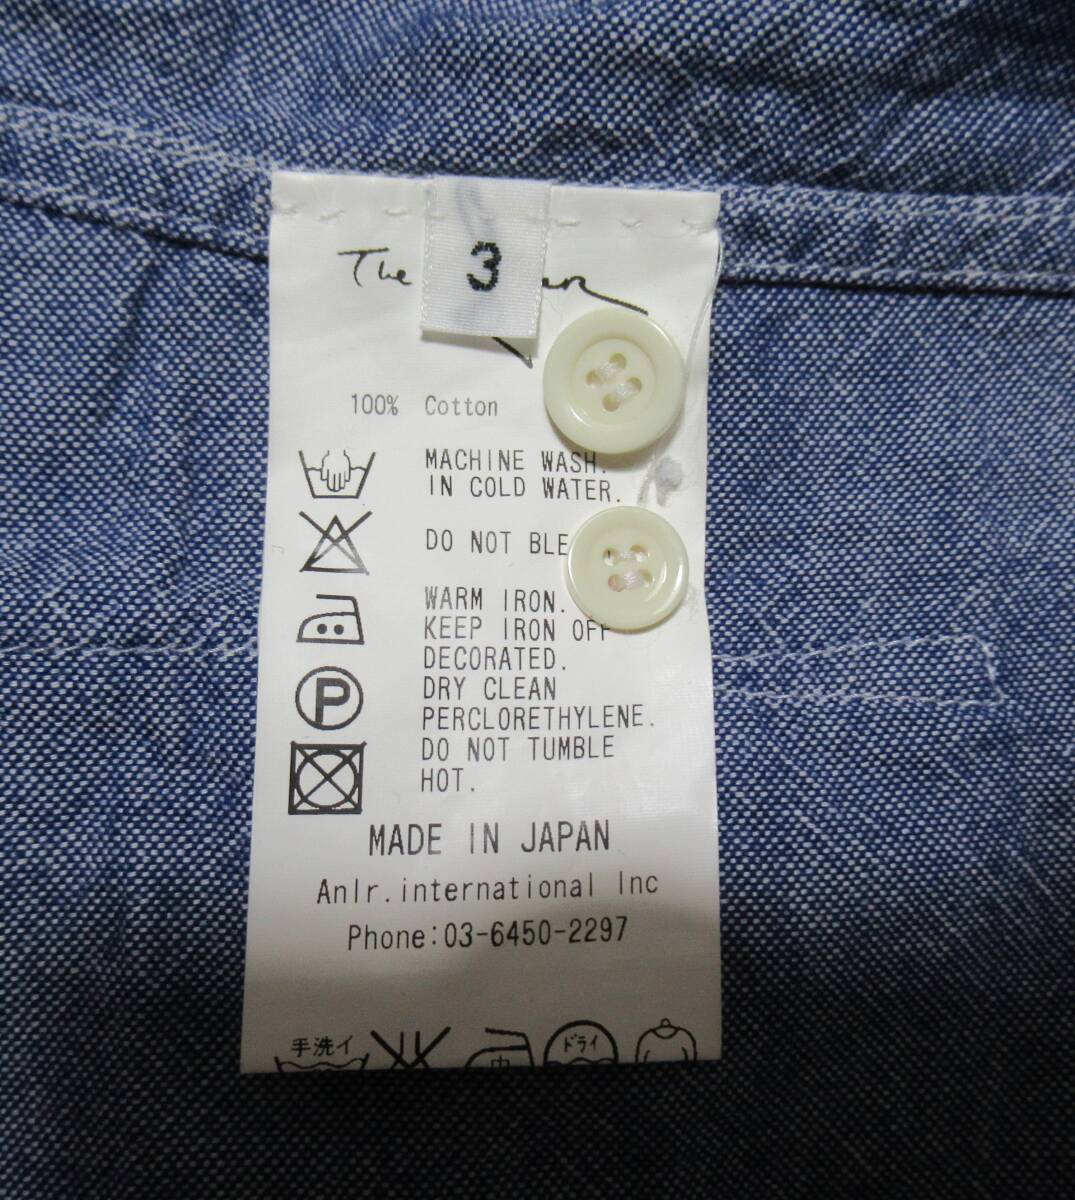 The
3
100% Cotton
MACHINE WASH.
IN COLD WATER.
DO NOT BLE
WARM IRON.
KEEP IRON OFF
DECORATED.
P
DRY CLEAN
PERCLORETHYLENE.
DO NOT TUMBLE
HOT.
MADE IN JAPAN
Anlr.international Inc
Phone:03-6450-2297
手洗イ
中
ドライ